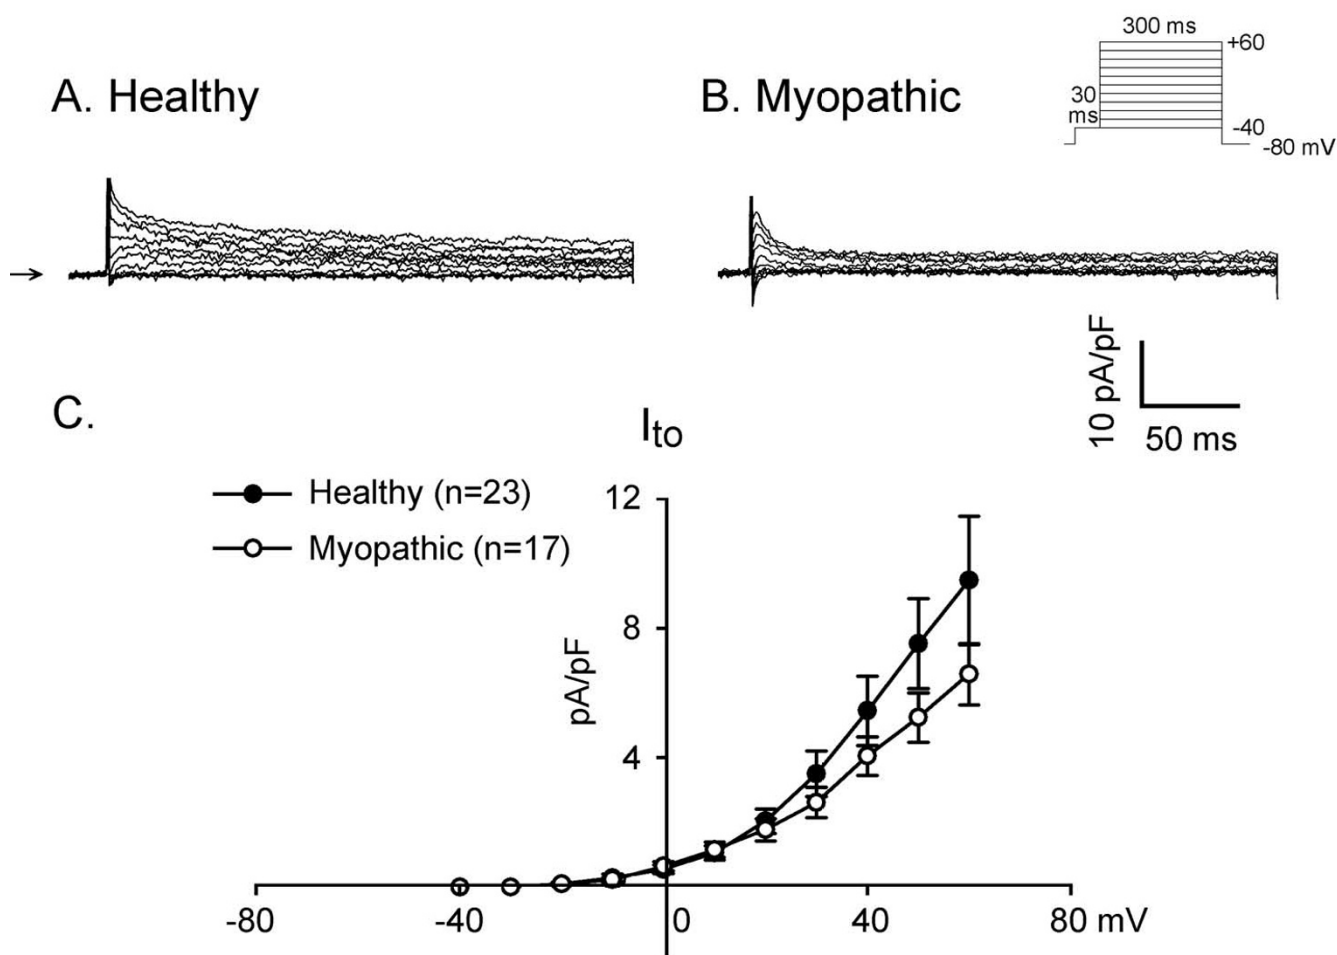 300 ms
+60
A. Healthy
B. Myopathic
30
ms
-40
-80 mV
10 pA/pF
50 ms
C.
Ito
Healthy (n=23)
Myopathic (n=17)
12
8
4
pA/pF
-80
-40
0
40
80 mV